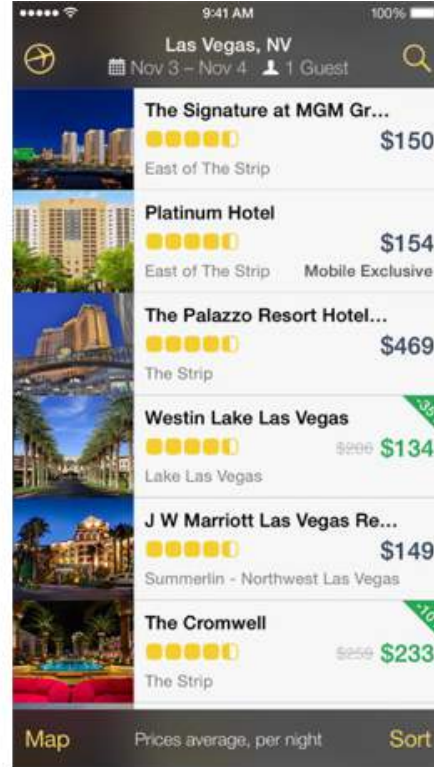 9:41 AM 100%
Las Vegas, NV
Nov 3 – Nov 4 1 Guest
The Signature at MGM Gr...
$150
East of The Strip
Platinum Hotel
$154
East of The Strip Mobile Exclusive
The Palazzo Resort Hotel...
$469
The Strip
-35
Westin Lake Las Vegas
$206 $134
Lake Las Vegas
J W Marriott Las Vegas Re...
$149
Summerlin - Northwest Las Vegas
-10
The Cromwell
$259 $233
The Strip
Map Prices average, per night Sort